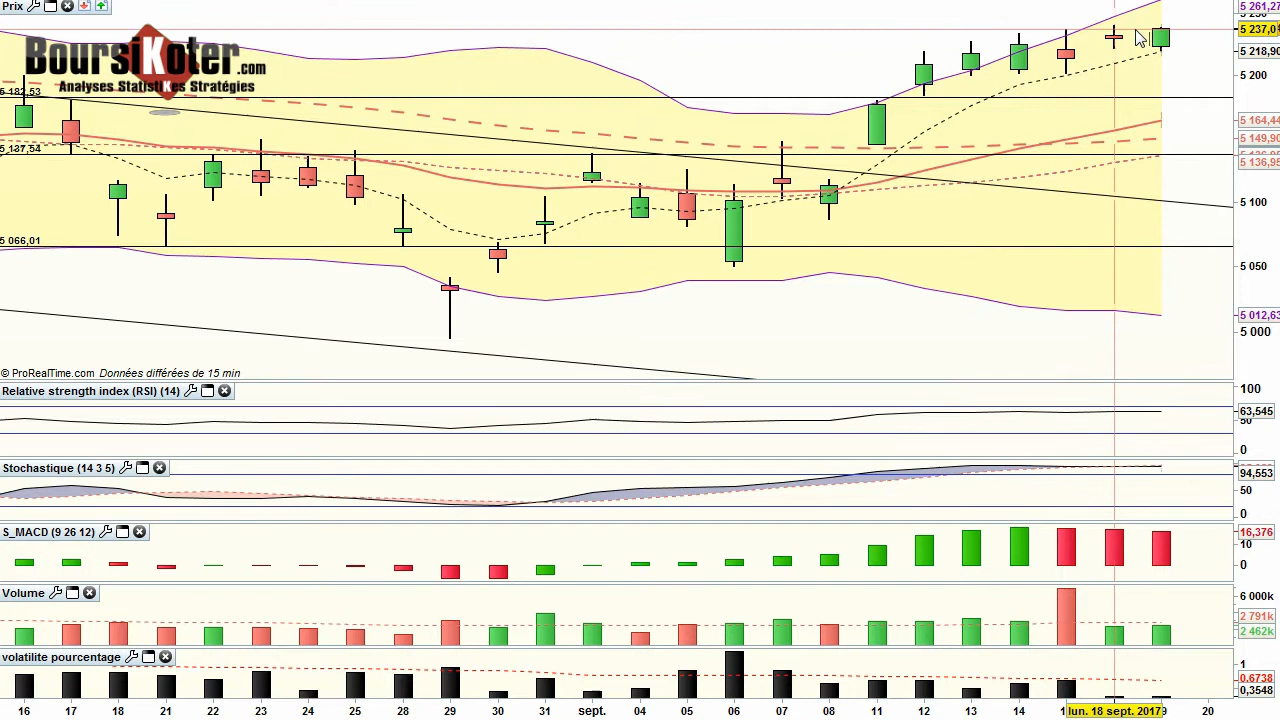 Prix
5 261,27
5 237,0
5 218,90
5 200
BoursiKoter.com
Analyses StatistiKes Stratégies
5 182,53
5 164,44
5 149,90
5 137,54
5 136,95
5 100
5 066,01
5 050
5 012,63
5 000
© ProRealTime.com Données différées de 15 min
Relative strength index (RSI) (14)
100
63,545
50
0
Stochastique (14 3 5)
94,553
50
0
S_MACD (9 26 12)
16,376
10
0
Volume
6 000k
2 791k
2 462k
volatilite pourcentage
1
0,6738
0,3548
16 17 18 21 22 23 24 25 28 29 30 31 sept. 04 05 06 07 08 11 12 13 14 lun. 18 sept. 2017 20